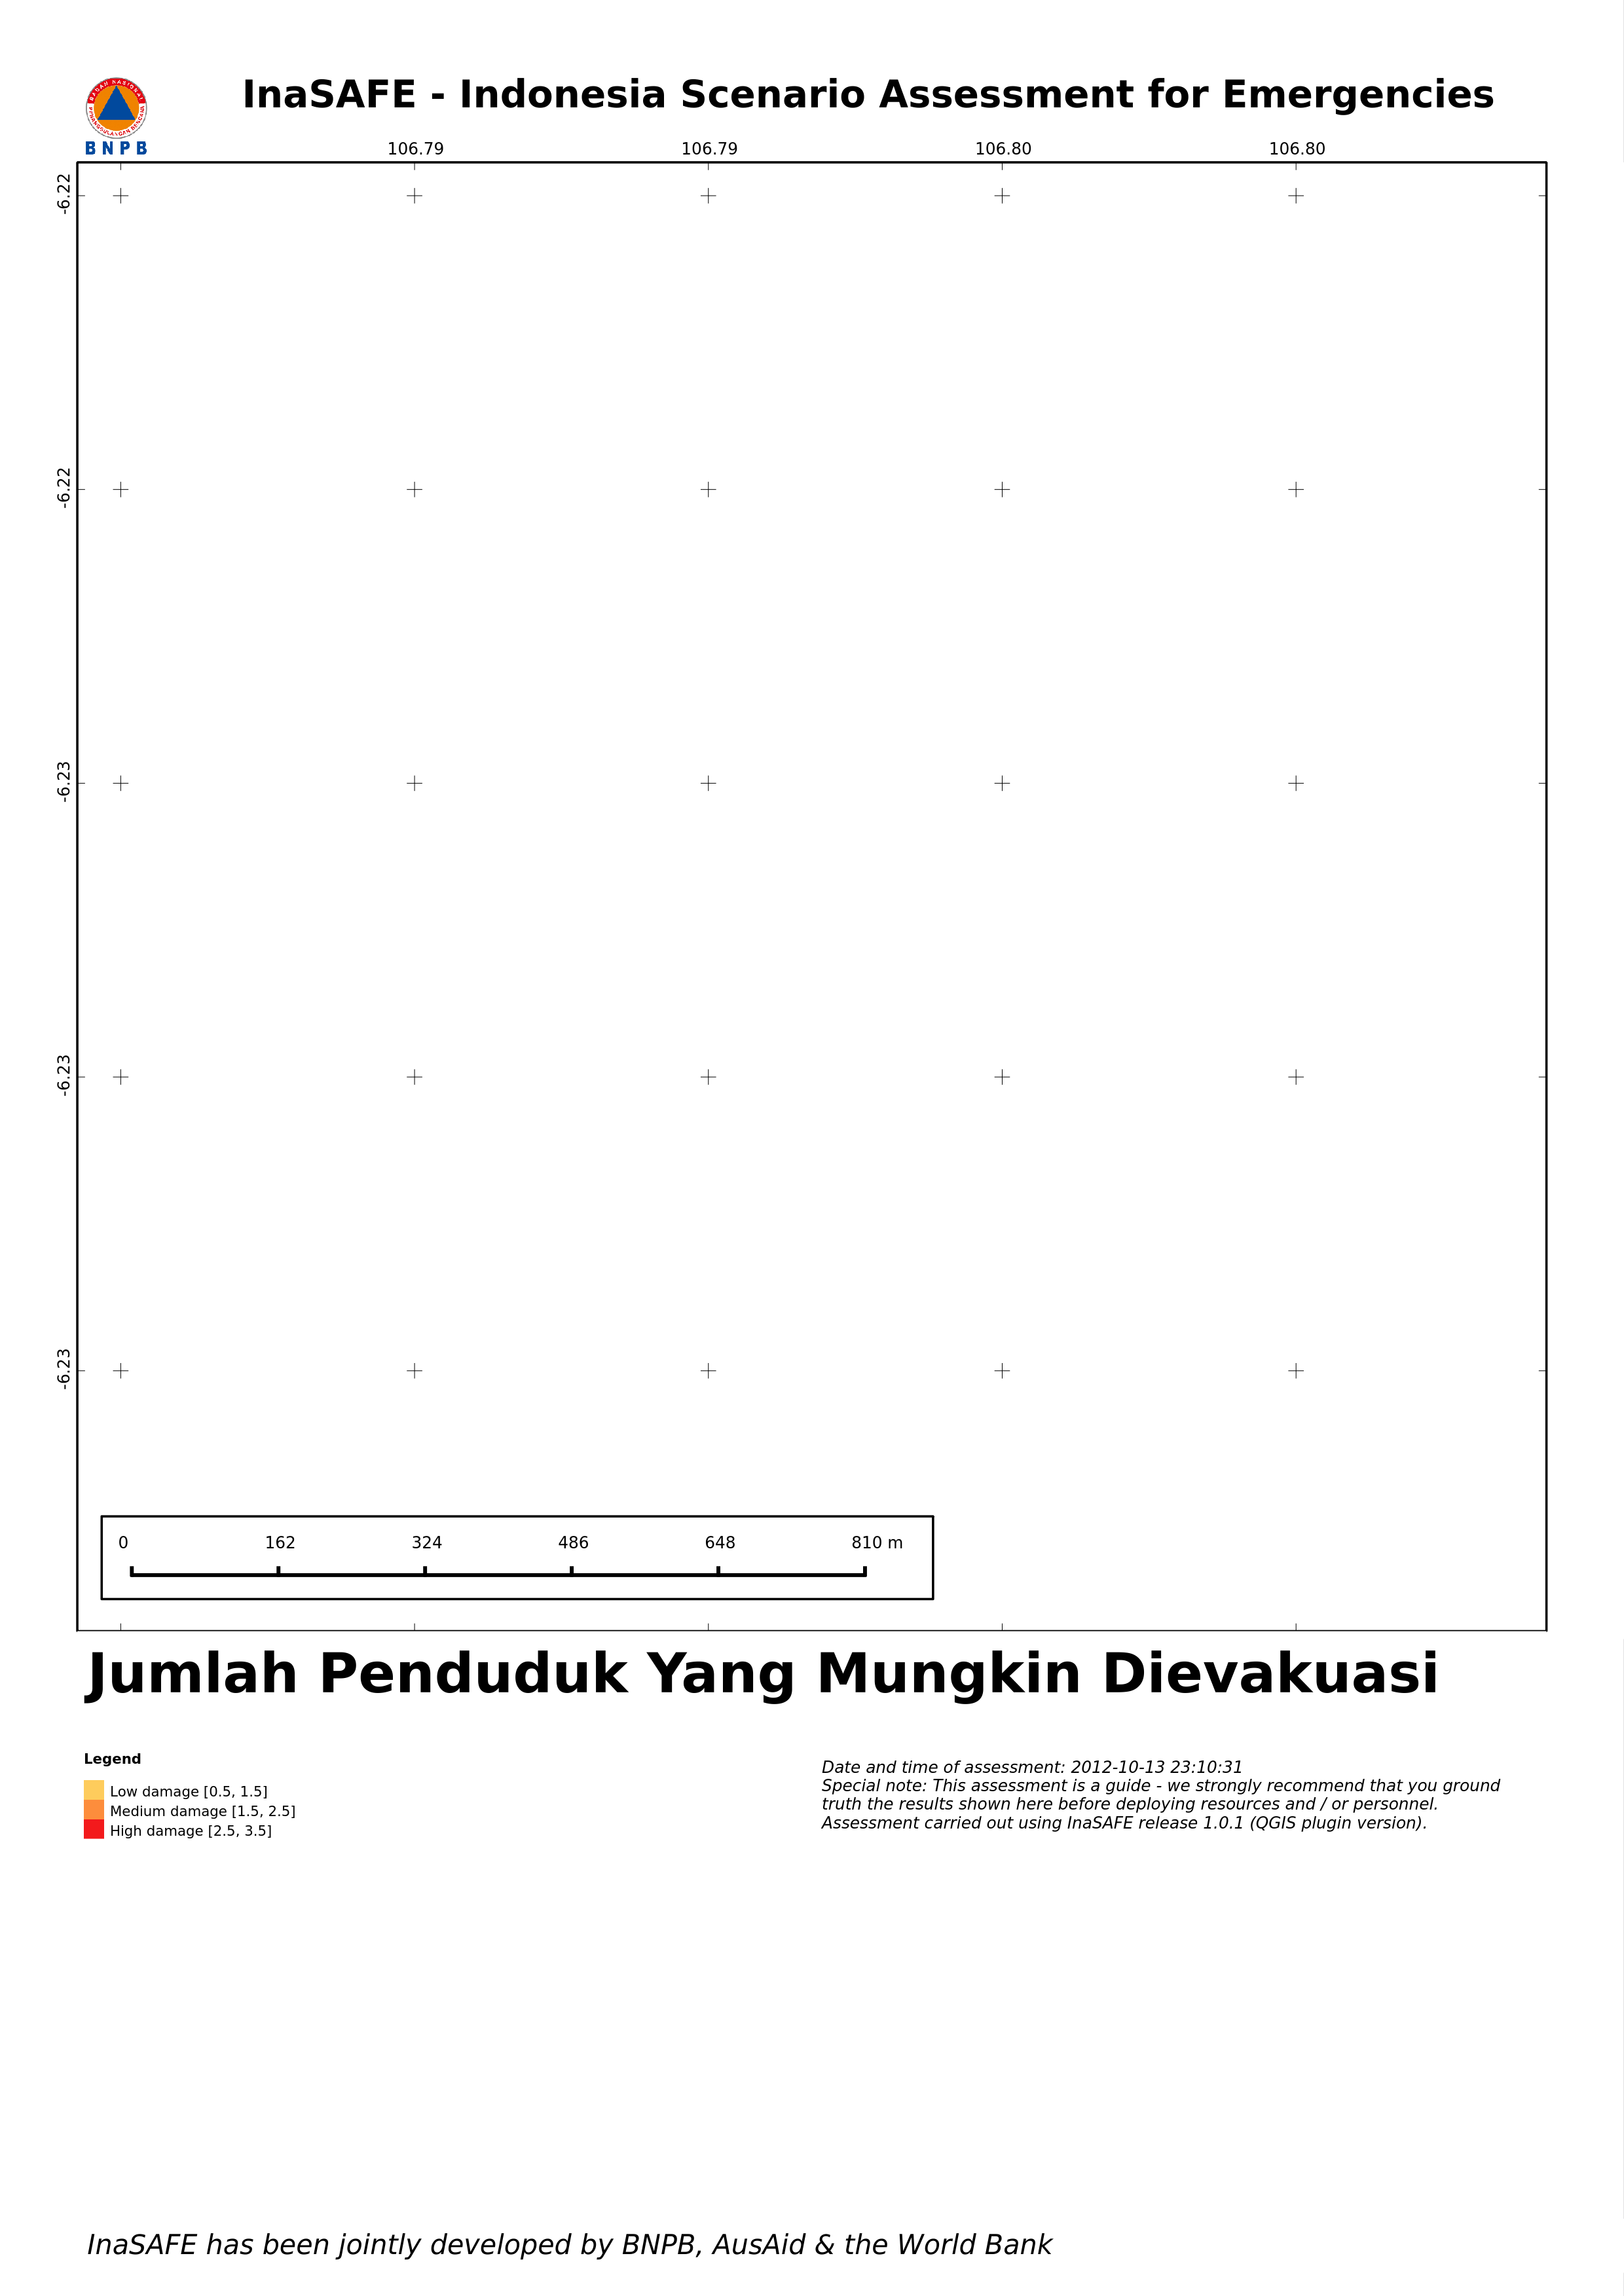 InaSAFE - Indonesia Scenario Assessment for Emergencies
BADAN NASIONAL
PENANGGULANGAN BENCANA
BNPB
106.79 106.79 106.80 106.80
-6.22
-6.22
-6.23
-6.23
-6.23
0 162 324 486 648 810 m
Jumlah Penduduk Yang Mungkin Dievakuasi
Legend
Low damage [0.5, 1.5]
Medium damage [1.5, 2.5]
High damage [2.5, 3.5]
Date and time of assessment: 2012-10-13 23:10:31
Special note: This assessment is a guide - we strongly recommend that you ground
truth the results shown here before deploying resources and / or personnel.
Assessment carried out using InaSAFE release 1.0.1 (QGIS plugin version).
InaSAFE has been jointly developed by BNPB, AusAid & the World Bank